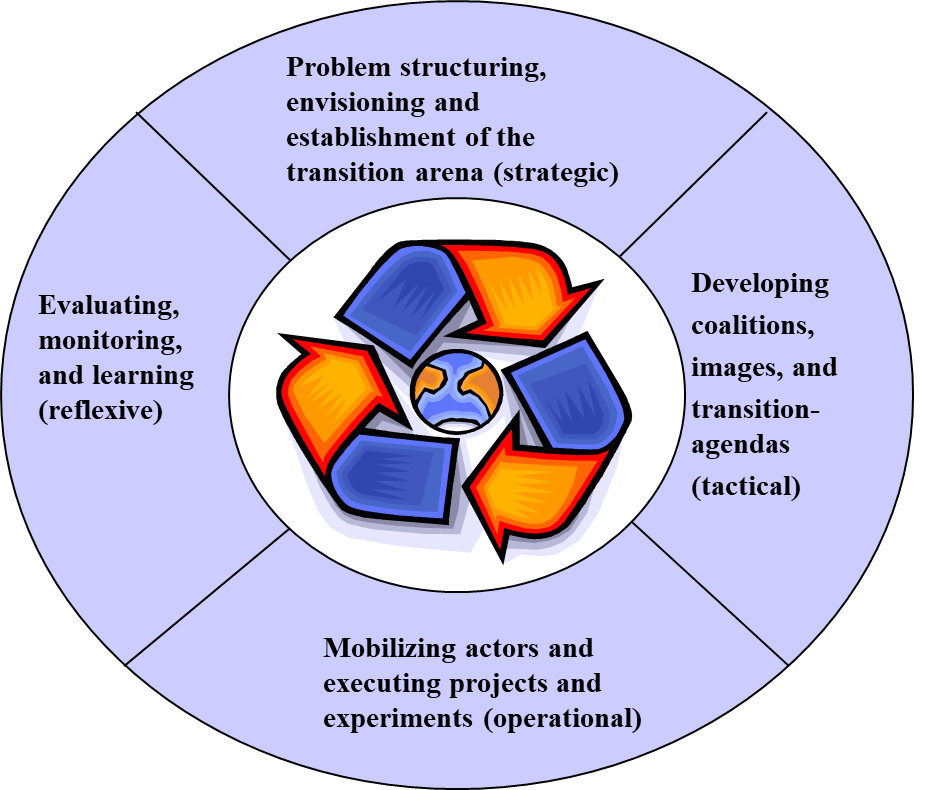 Problem structuring,
envisioning and
establishment of the
transition arena (strategic)
Developing
coalitions,
images, and
transition-
agendas
(tactical)
Mobilizing actors and
executing projects and
experiments (operational)
Evaluating,
monitoring,
and learning
(reflexive)